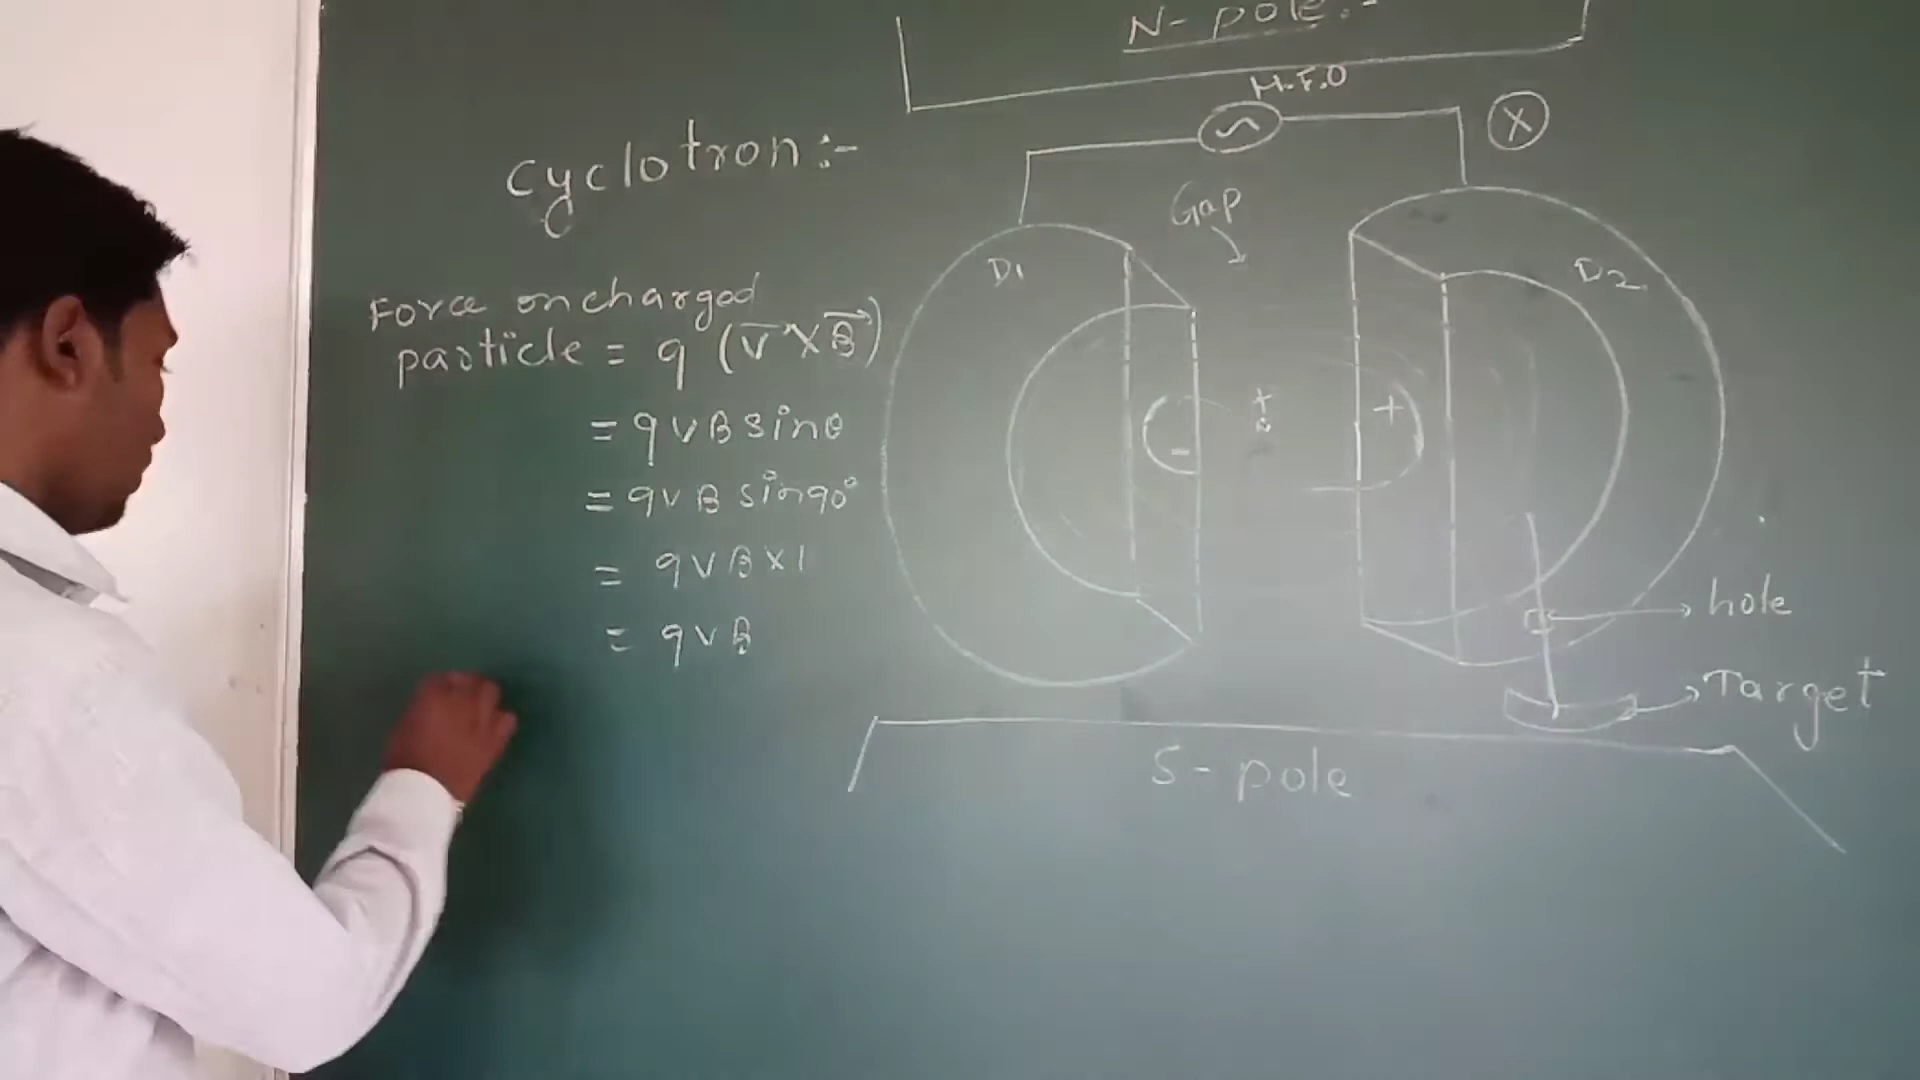 N-pole:-
H.F.O
X
Cyclotron:-
Gap
D1
D2
Force on charged
particle = q (V⃗ X B⃗)
= qVB sinθ
= qVB sin90°
= qVB X 1
= qVB
-
+
+
hole
Target
S-pole